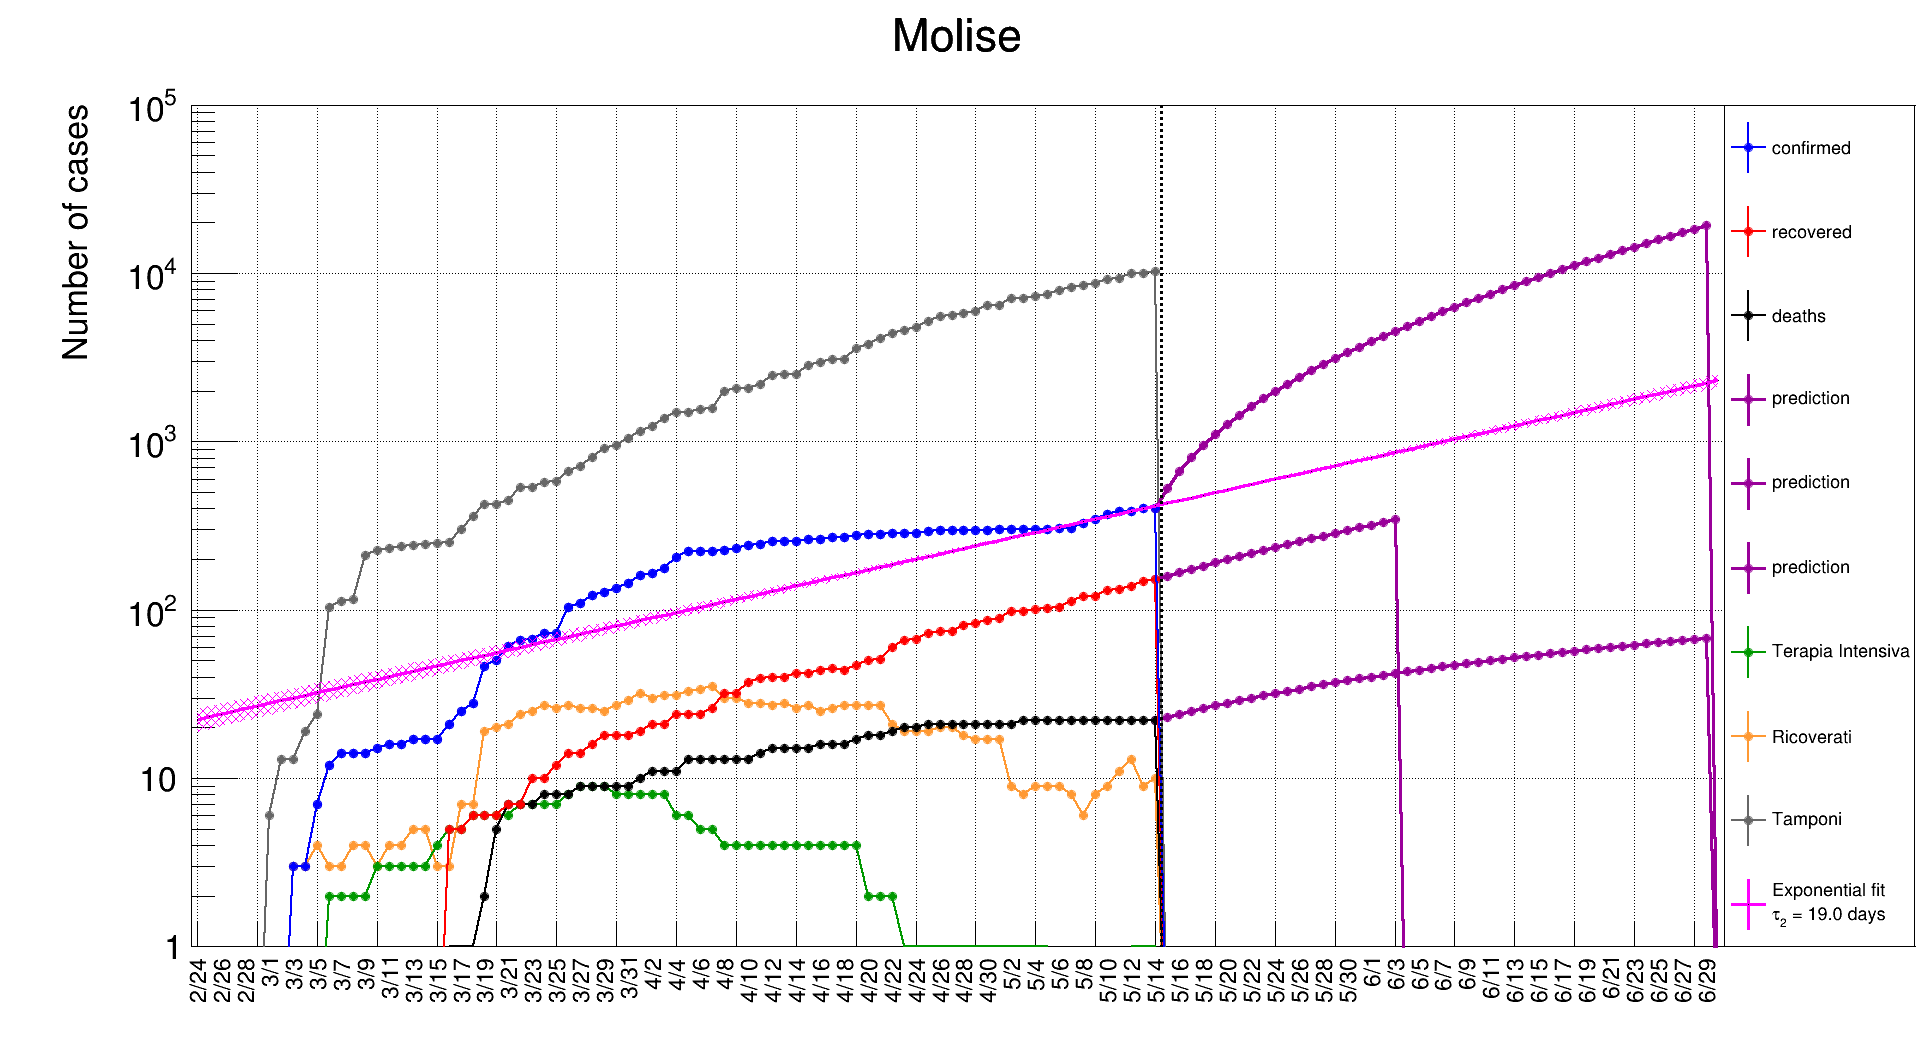 Molise
Number of cases
10^5
10^4
10^3
10^2
10
1
2/24 2/26 2/28 3/1 3/3 3/5 3/7 3/9 3/11 3/13 3/15 3/17 3/19 3/21 3/23 3/25 3/27 3/29 3/31 4/2 4/4 4/6 4/8 4/10 4/12 4/14 4/16 4/18 4/20 4/22 4/24 4/26 4/28 4/30 5/2 5/4 5/6 5/8 5/10 5/12 5/14 5/16 5/18 5/20 5/22 5/24 5/26 5/28 5/30 6/1 6/3 6/5 6/7 6/9 6/11 6/13 6/15 6/17 6/19 6/21 6/23 6/25 6/27 6/29
confirmed
recovered
deaths
prediction
prediction
prediction
Terapia Intensiva
Ricoverati
Tamponi
Exponential fit
τ₂ = 19.0 days